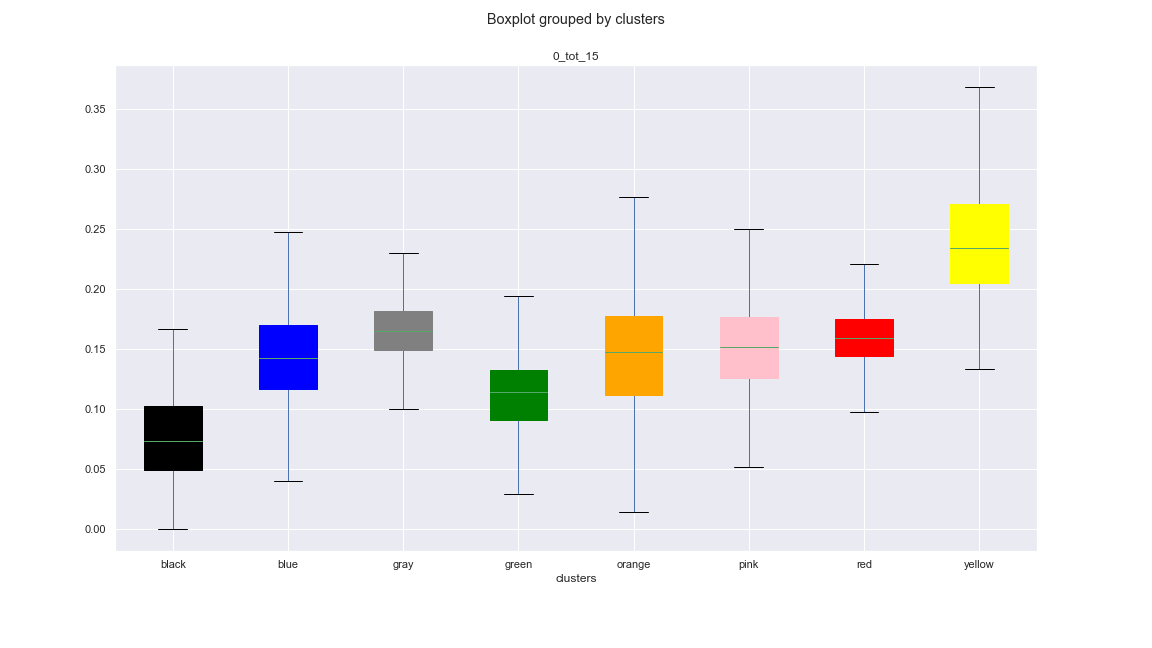 Boxplot grouped by clusters
0_tot_15
0.35
0.30
0.25
0.20
0.15
0.10
0.05
0.00
black blue gray green orange pink red yellow
clusters